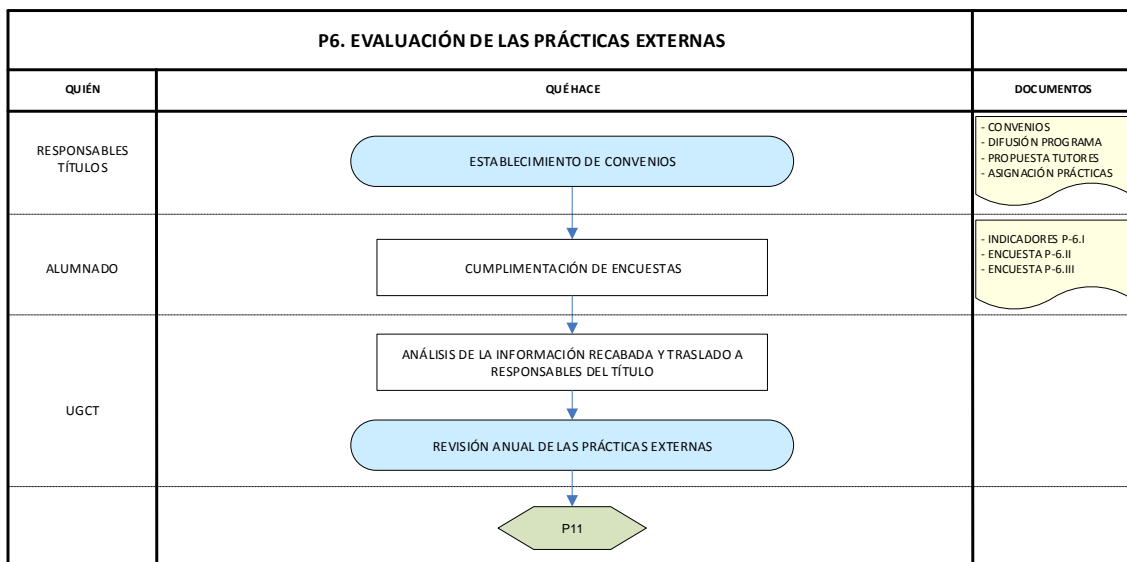 P6. EVALUACIÓN DE LAS PRÁCTICAS EXTERNAS
QUIÉN
QUÉ HACE
DOCUMENTOS
RESPONSABLES
TÍTULOS
ESTABLECIMIENTO DE CONVENIOS
- CONVENIOS
- DIFUSIÓN PROGRAMA
- PROPUESTA TUTORES
- ASIGNACIÓN PRÁCTICAS
ALUMNADO
CUMPLIMENTACIÓN DE ENCUESTAS
- INDICADORES P-6.I
- ENCUESTA P-6.II
- ENCUESTA P-6.III
UGCT
ANÁLISIS DE LA INFORMACIÓN RECABADA Y TRASLADO A
RESPONSABLES DEL TÍTULO
REVISIÓN ANUAL DE LAS PRÁCTICAS EXTERNAS
P11